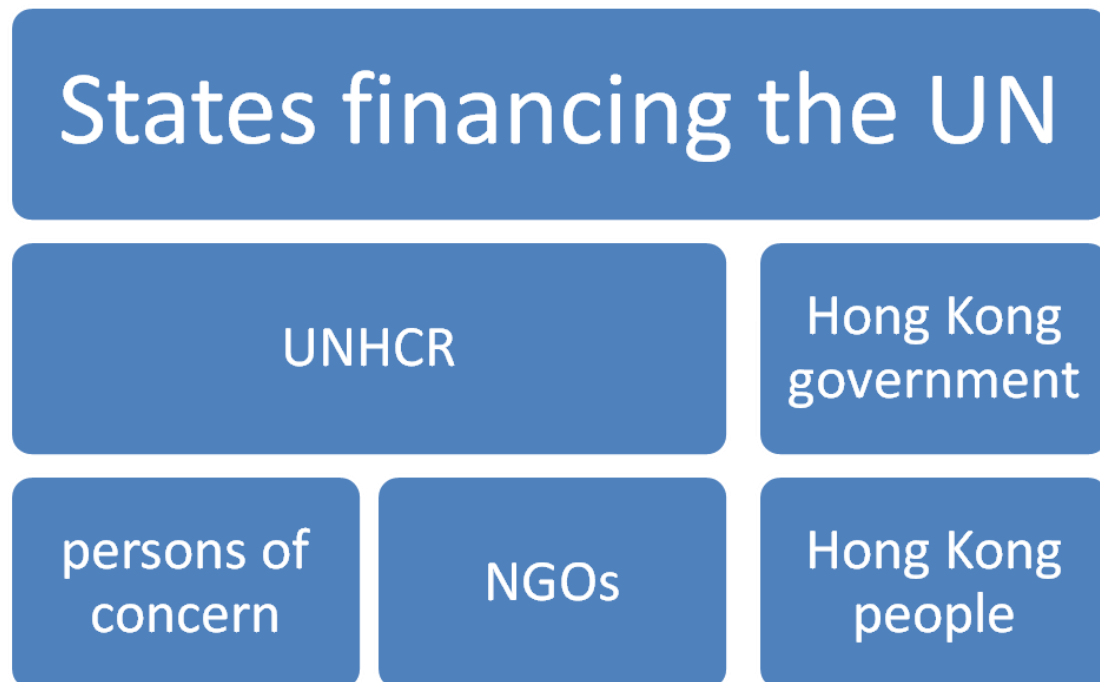 States financing the UN
UNHCR
Hong Kong
government
persons of
concern
NGOs
Hong Kong
people